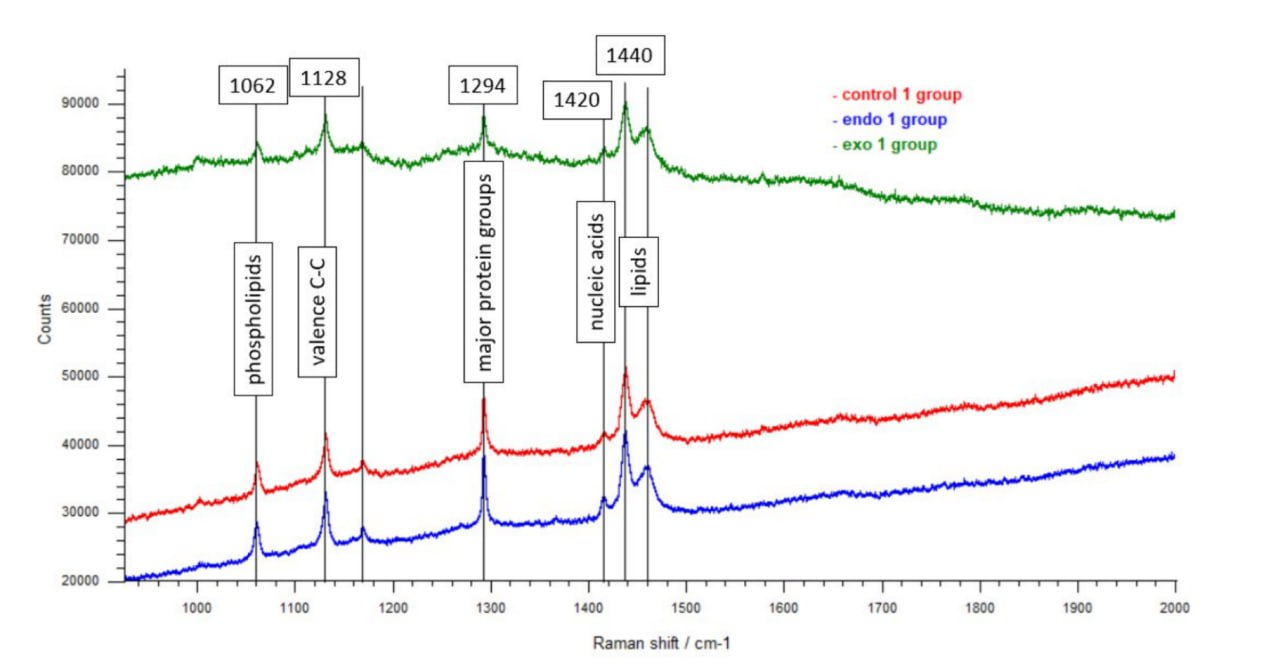 1440
1062
1128
1294
1420
- control 1 group
- endo 1 group
- exo 1 group
phospholipids
valence C-C
major protein groups
nucleic acids
lipids
Counts
90000
80000
70000
60000
50000
40000
30000
20000
1000 1100 1200 1300 1400 1500 1600 1700 1800 1900 2000
Raman shift / cm-1